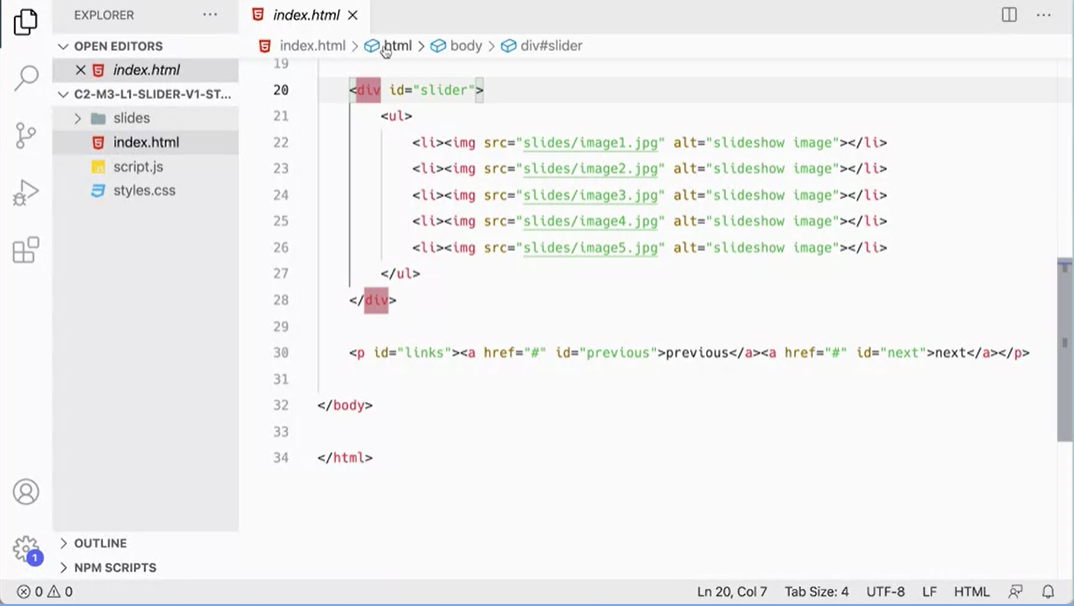 EXPLORER
OPEN EDITORS
index.html
C2-M3-L1-SLIDER-V1-ST...
slides
index.html
script.js
styles.css
OUTLINE
NPM SCRIPTS
index.html
index.html > html > body > div#slider
19
20 <div id="slider">
21 <ul>
22 <li><img src="slides/image1.jpg" alt="slideshow image"></li>
23 <li><img src="slides/image2.jpg" alt="slideshow image"></li>
24 <li><img src="slides/image3.jpg" alt="slideshow image"></li>
25 <li><img src="slides/image4.jpg" alt="slideshow image"></li>
26 <li><img src="slides/image5.jpg" alt="slideshow image"></li>
27 </ul>
28 </div>
29
30 <p id="links"><a href="#" id="previous">previous</a><a href="#" id="next">next</a></p>
31
32 </body>
33
34 </html>
1
0 0 Ln 20, Col 7 Tab Size: 4 UTF-8 LF HTML